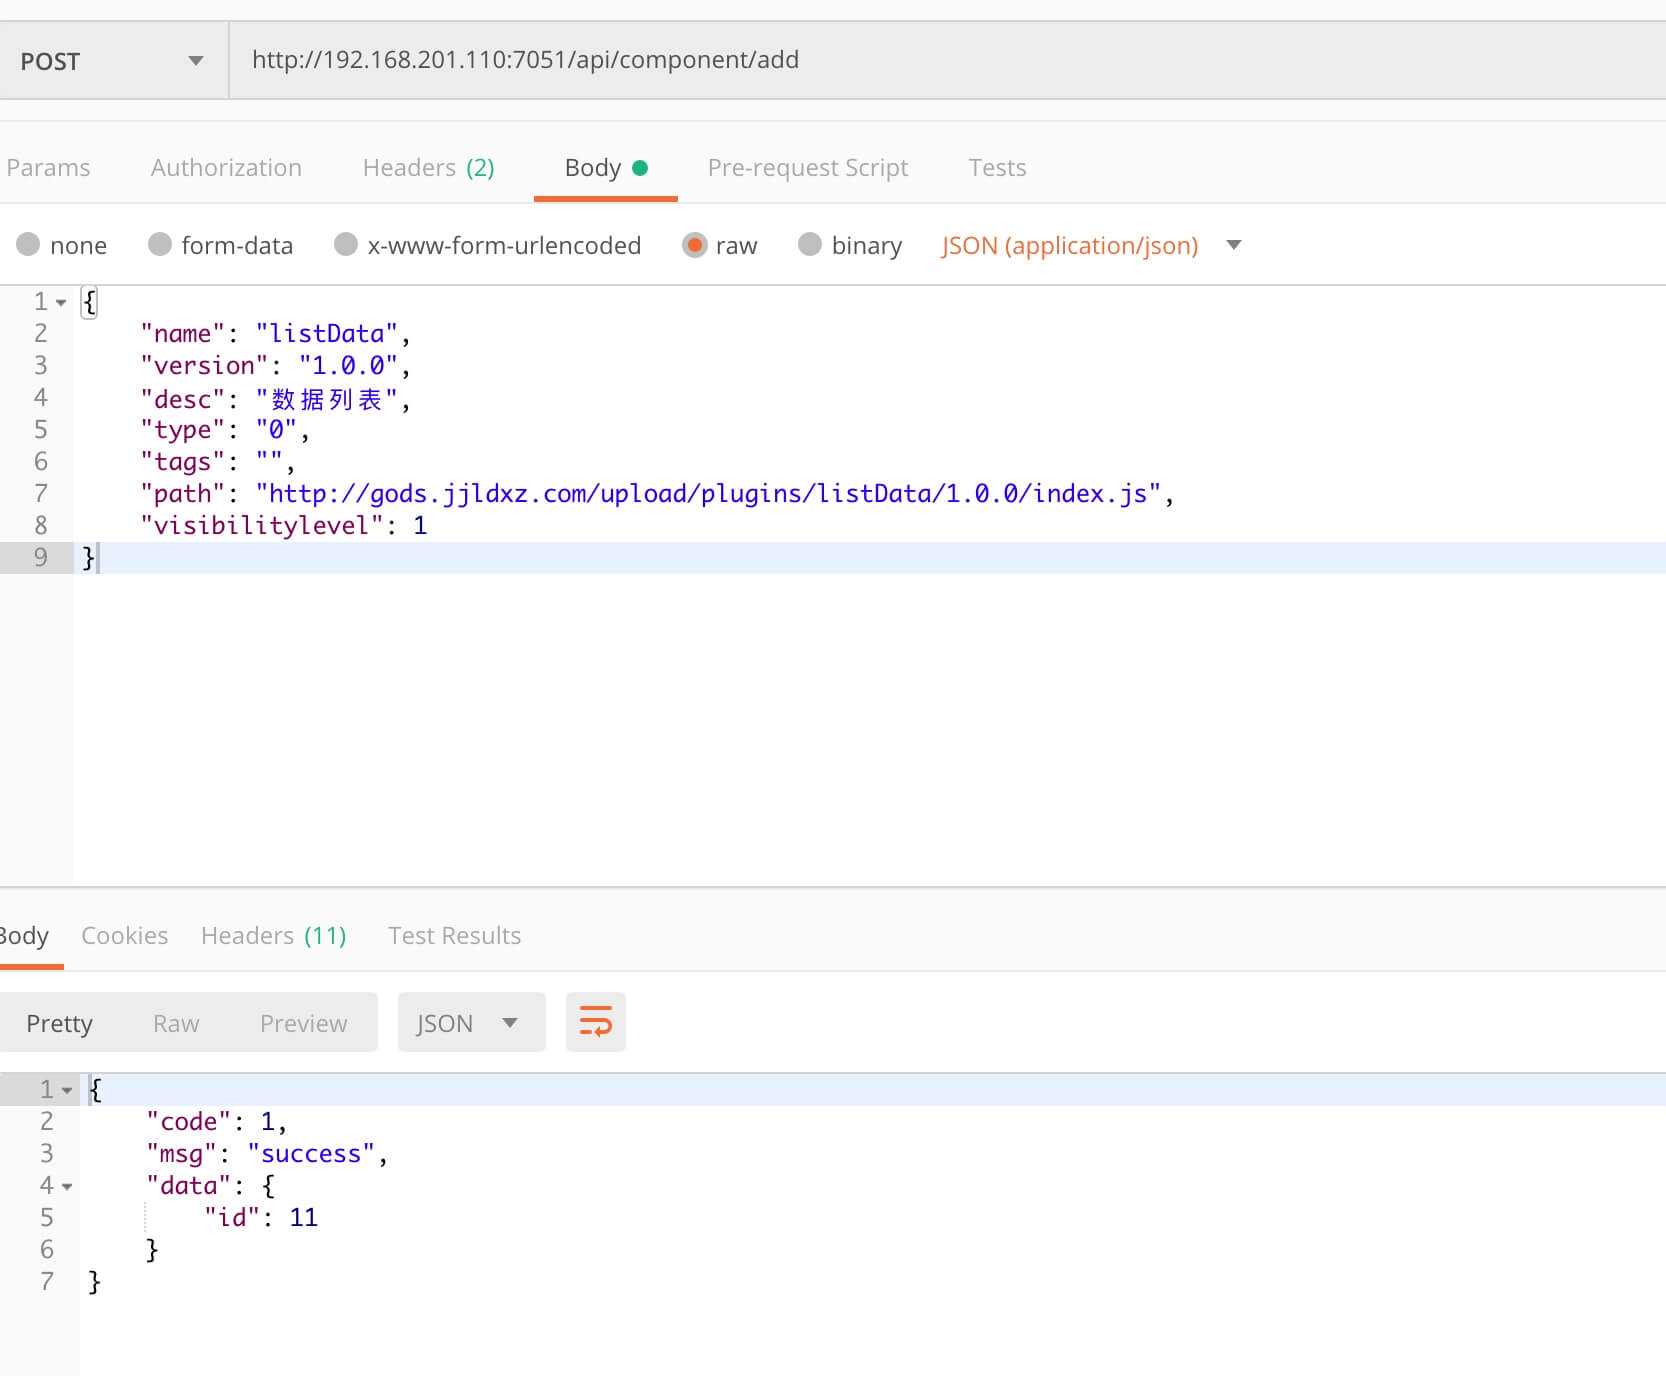 POST http://192.168.201.110:7051/api/component/add
Params Authorization Headers (2) Body Pre-request Script Tests
none form-data x-www-form-urlencoded raw binary JSON (application/json)
1 {
2 "name": "listData",
3 "version": "1.0.0",
4 "desc": "数据列表",
5 "type": "0",
6 "tags": "",
7 "path": "http://gods.jjldxz.com/upload/plugins/listData/1.0.0/index.js",
8 "visibilitylevel": 1
9 }
Body Cookies Headers (11) Test Results
Pretty Raw Preview JSON
1 {
2 "code": 1,
3 "msg": "success",
4 "data": {
5 "id": 11
6 }
7 }